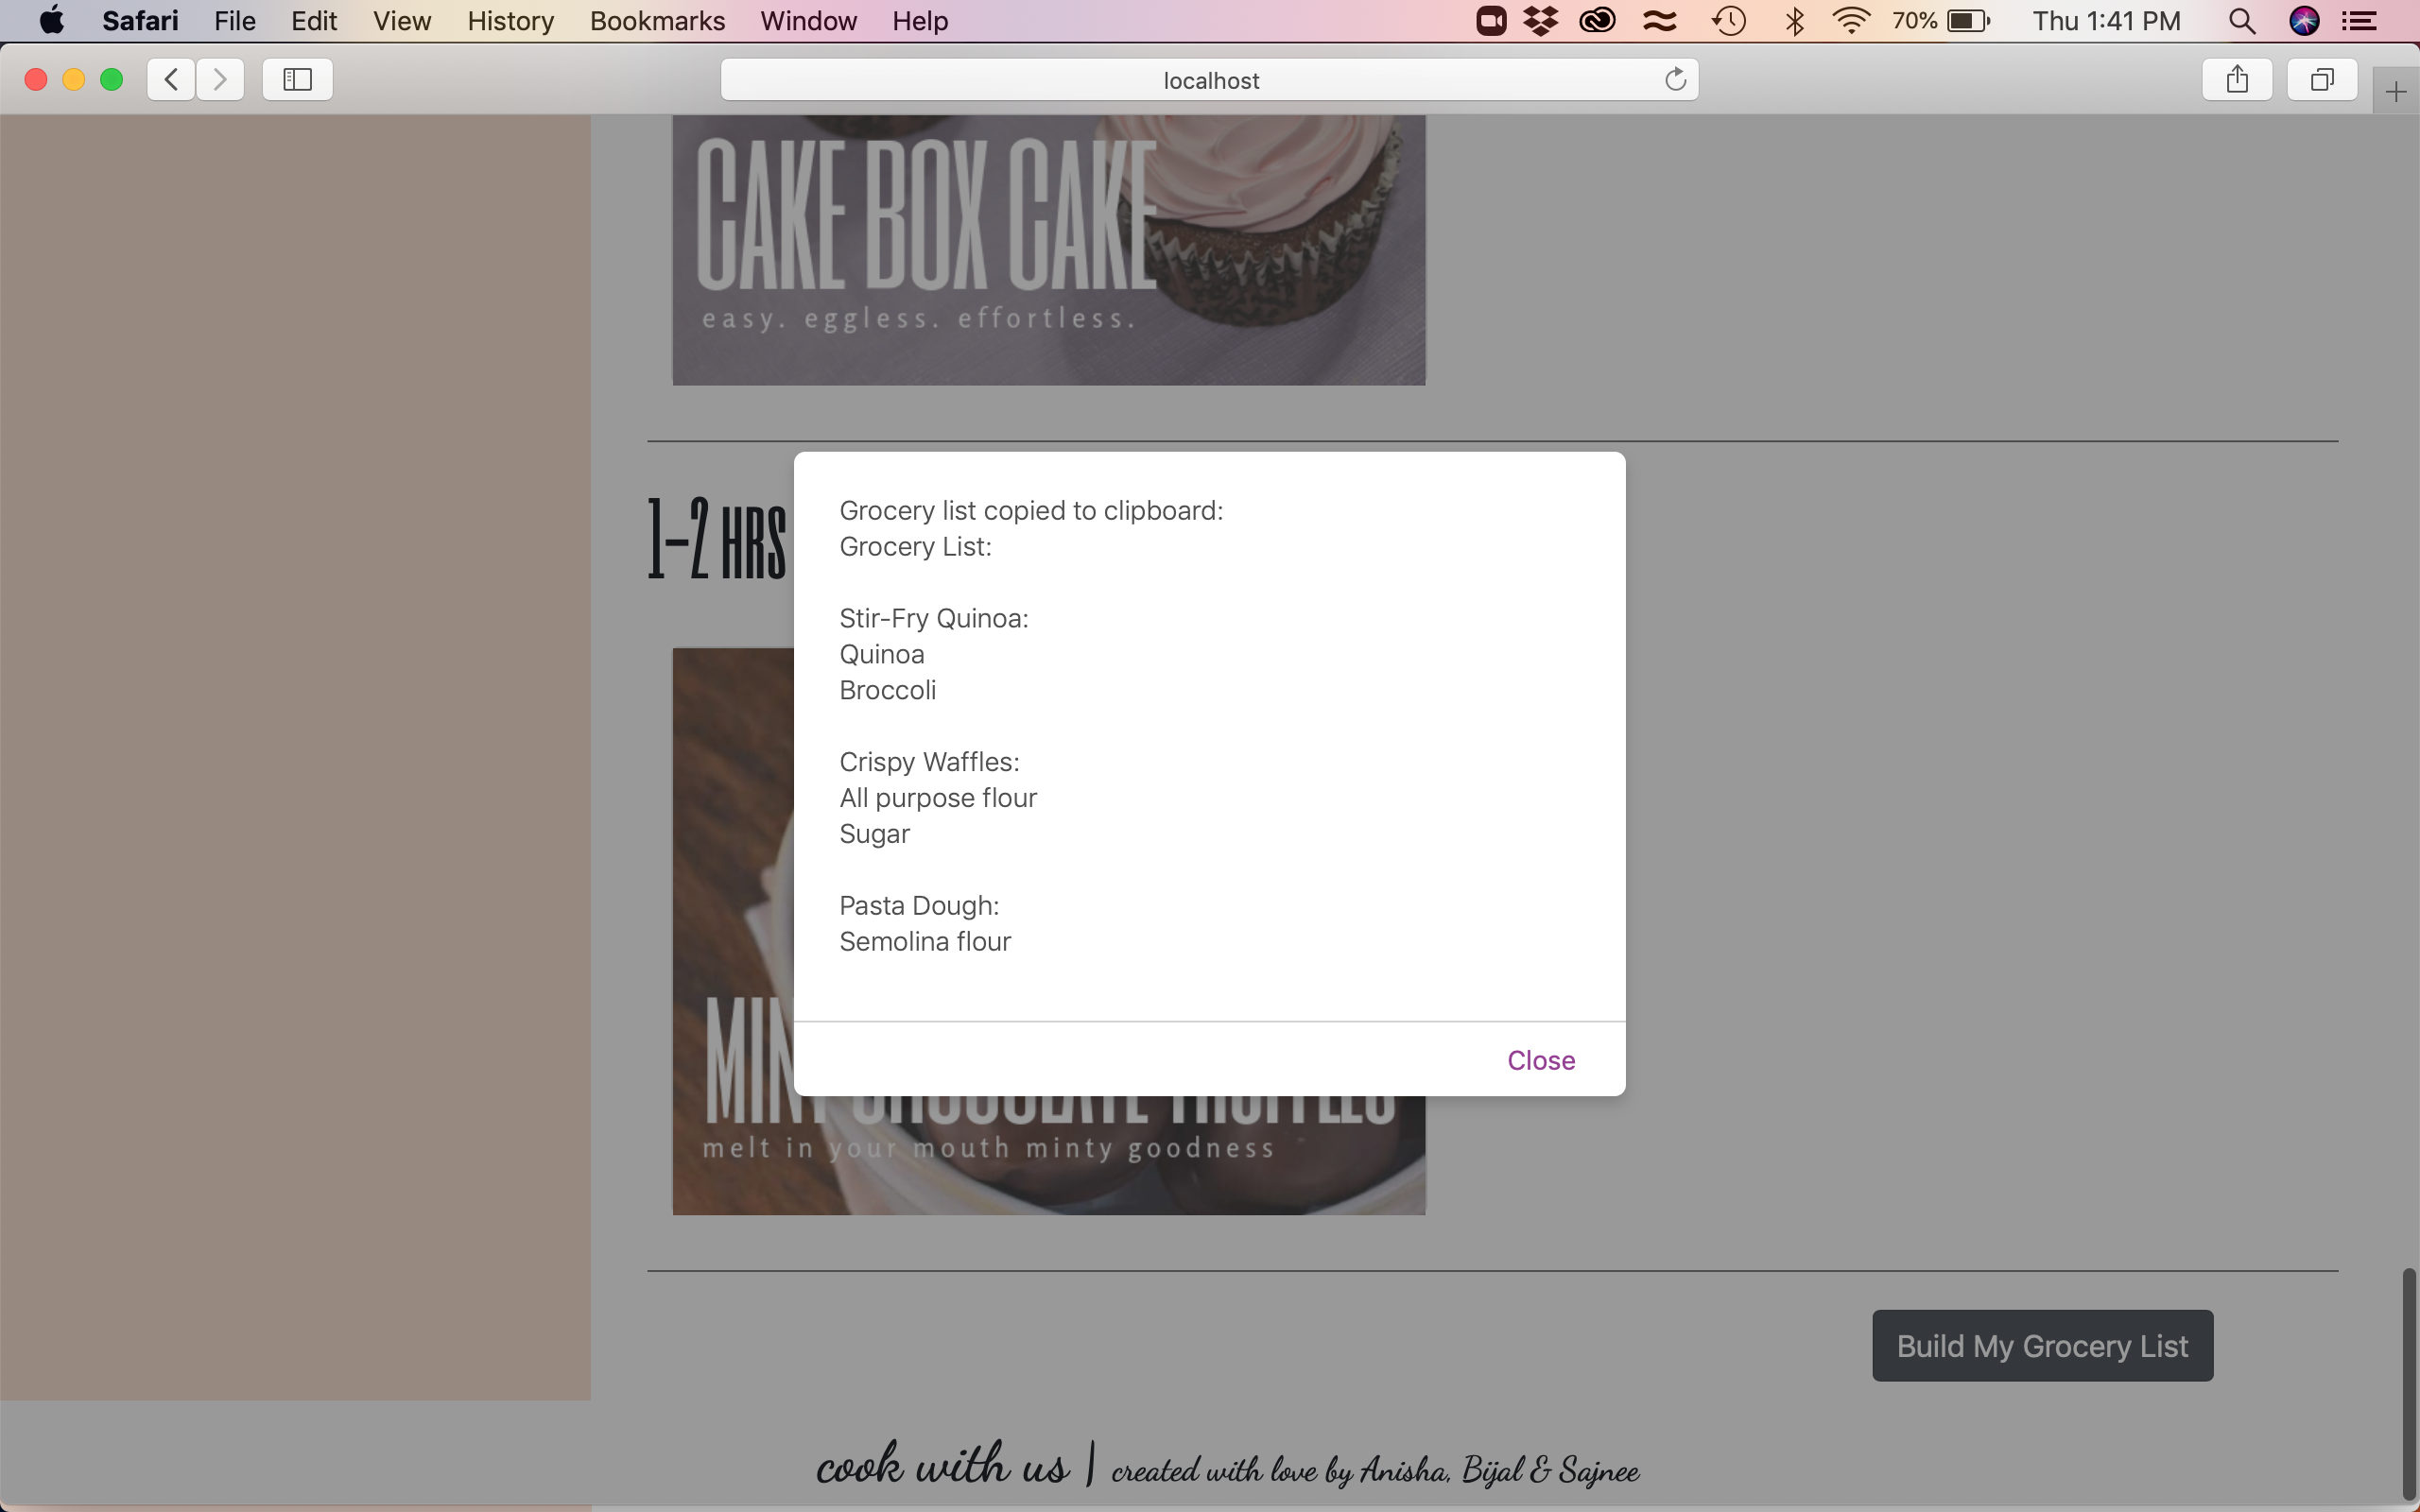 Safari File Edit View History Bookmarks Window Help 70% Thu 1:41 PM
localhost
CAKE BOX CAKE
easy. eggless. effortless.
1-2 HRS
Grocery list copied to clipboard:
Grocery List:
Stir-Fry Quinoa:
Quinoa
Broccoli
Crispy Waffles:
All purpose flour
Sugar
Pasta Dough:
Semolina flour
Close
MINT CHOCOLATE TRUFFLES
melt in your mouth minty goodness
Build My Grocery List
cook with us | created with love by Anisha, Bijal & Sajnee